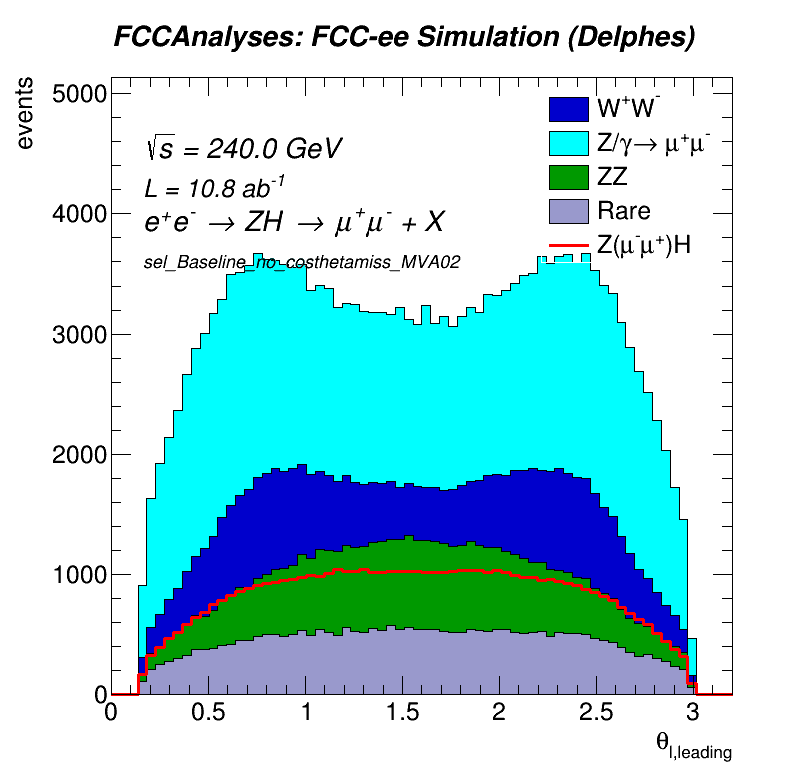 FCCAnalyses: FCC-ee Simulation (Delphes)
events
5000
4000
3000
2000
1000
0
√s = 240.0 GeV
L = 10.8 ab⁻¹
e⁺e⁻ → ZH → μ⁺μ⁻ + X
sel_Baseline_no_costhetamiss_MVA02
W⁺W⁻
Z/γ→ μ⁺μ⁻
ZZ
Rare
Z(μ⁻μ⁺)H
0 0.5 1 1.5 2 2.5 3
θl,leading